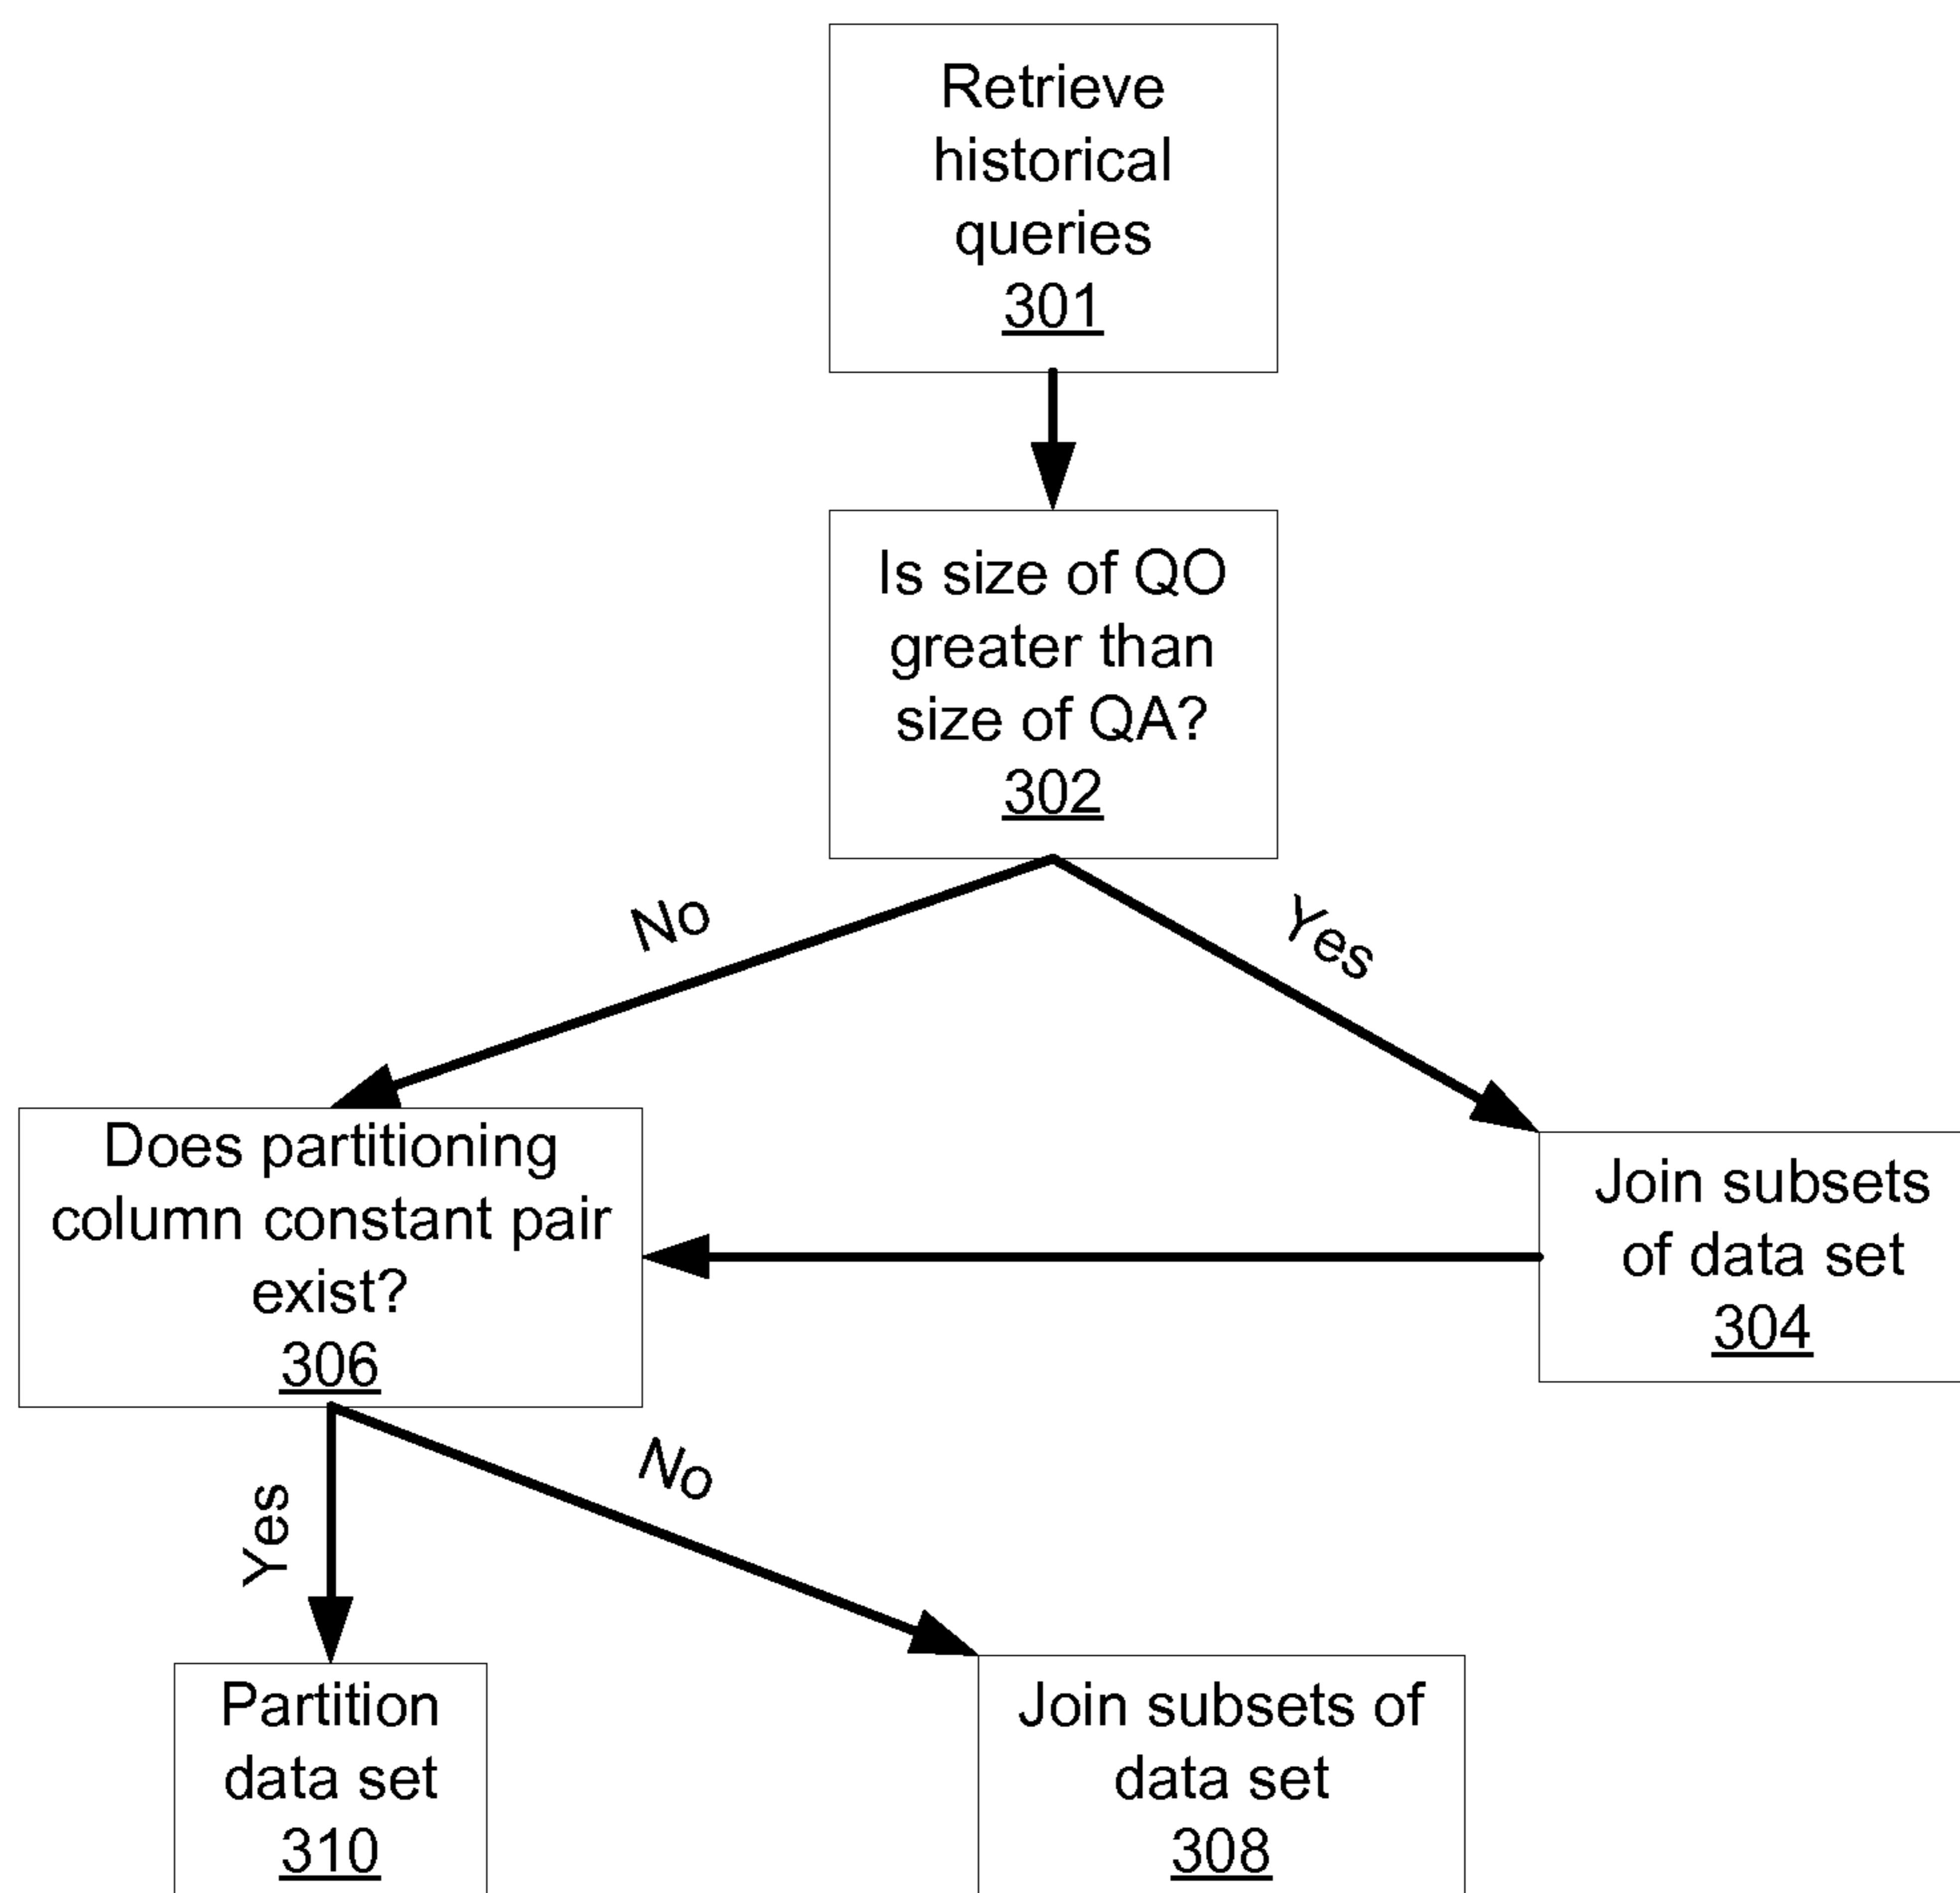 Retrieve
historical
queries
301
Is size of QO
greater than
size of QA?
302
No
Yes
Does partitioning
column constant pair
exist?
306
Join subsets
of data set
304
Yes
No
Partition
data set
310
Join subsets of
data set
308